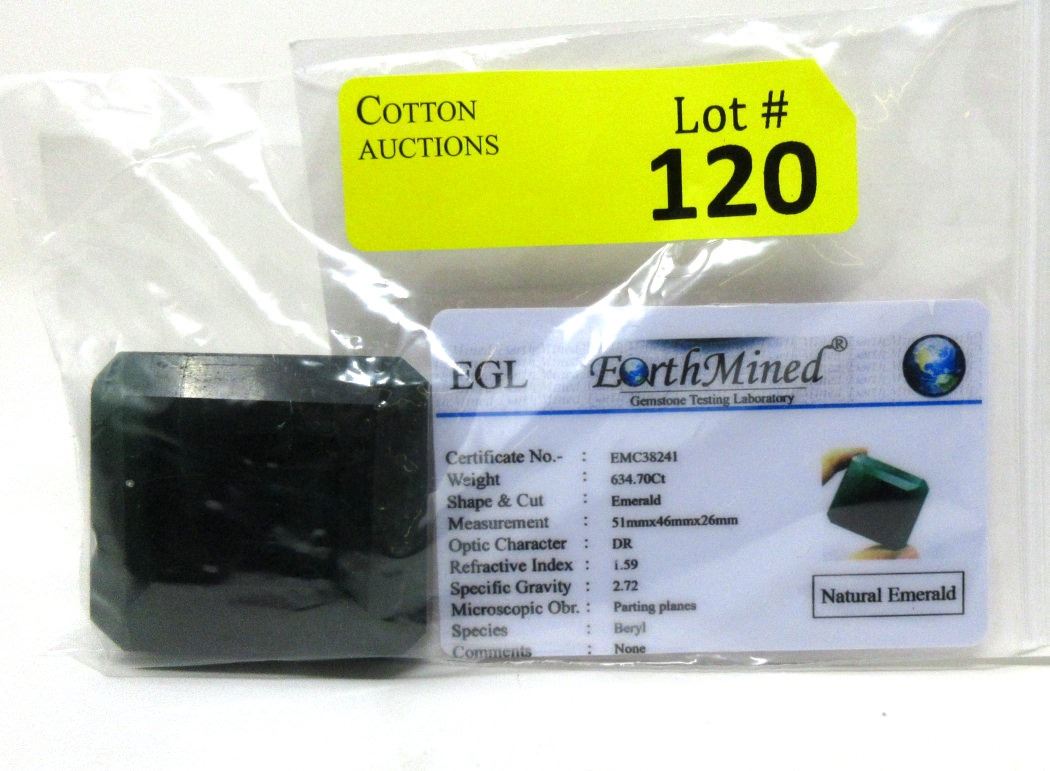 COTTON
AUCTIONS
Lot #
120
EGL
EarthMined®
Gemstone Testing Laboratory
Certificate No.- : EMC38241
Weight : 634.70Ct
Shape & Cut : Emerald
Measurement : 51mmx46mmx26mm
Optic Character : DR
Refractive Index : 1.59
Specific Gravity : 2.72
Microscopic Obr. : Parting planes
Species : Beryl
Comments : None
Natural Emerald